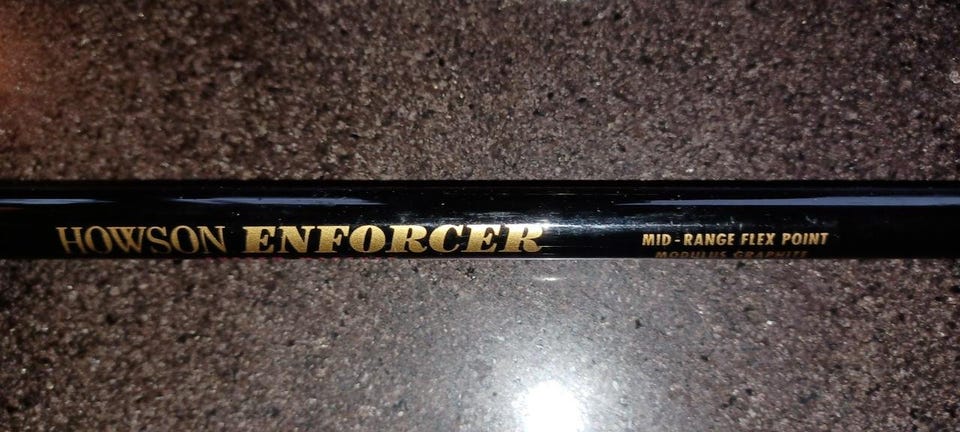 HOWSON ENFORCER
MID-RANGE FLEX POINT
MODULUS GRAPHITE